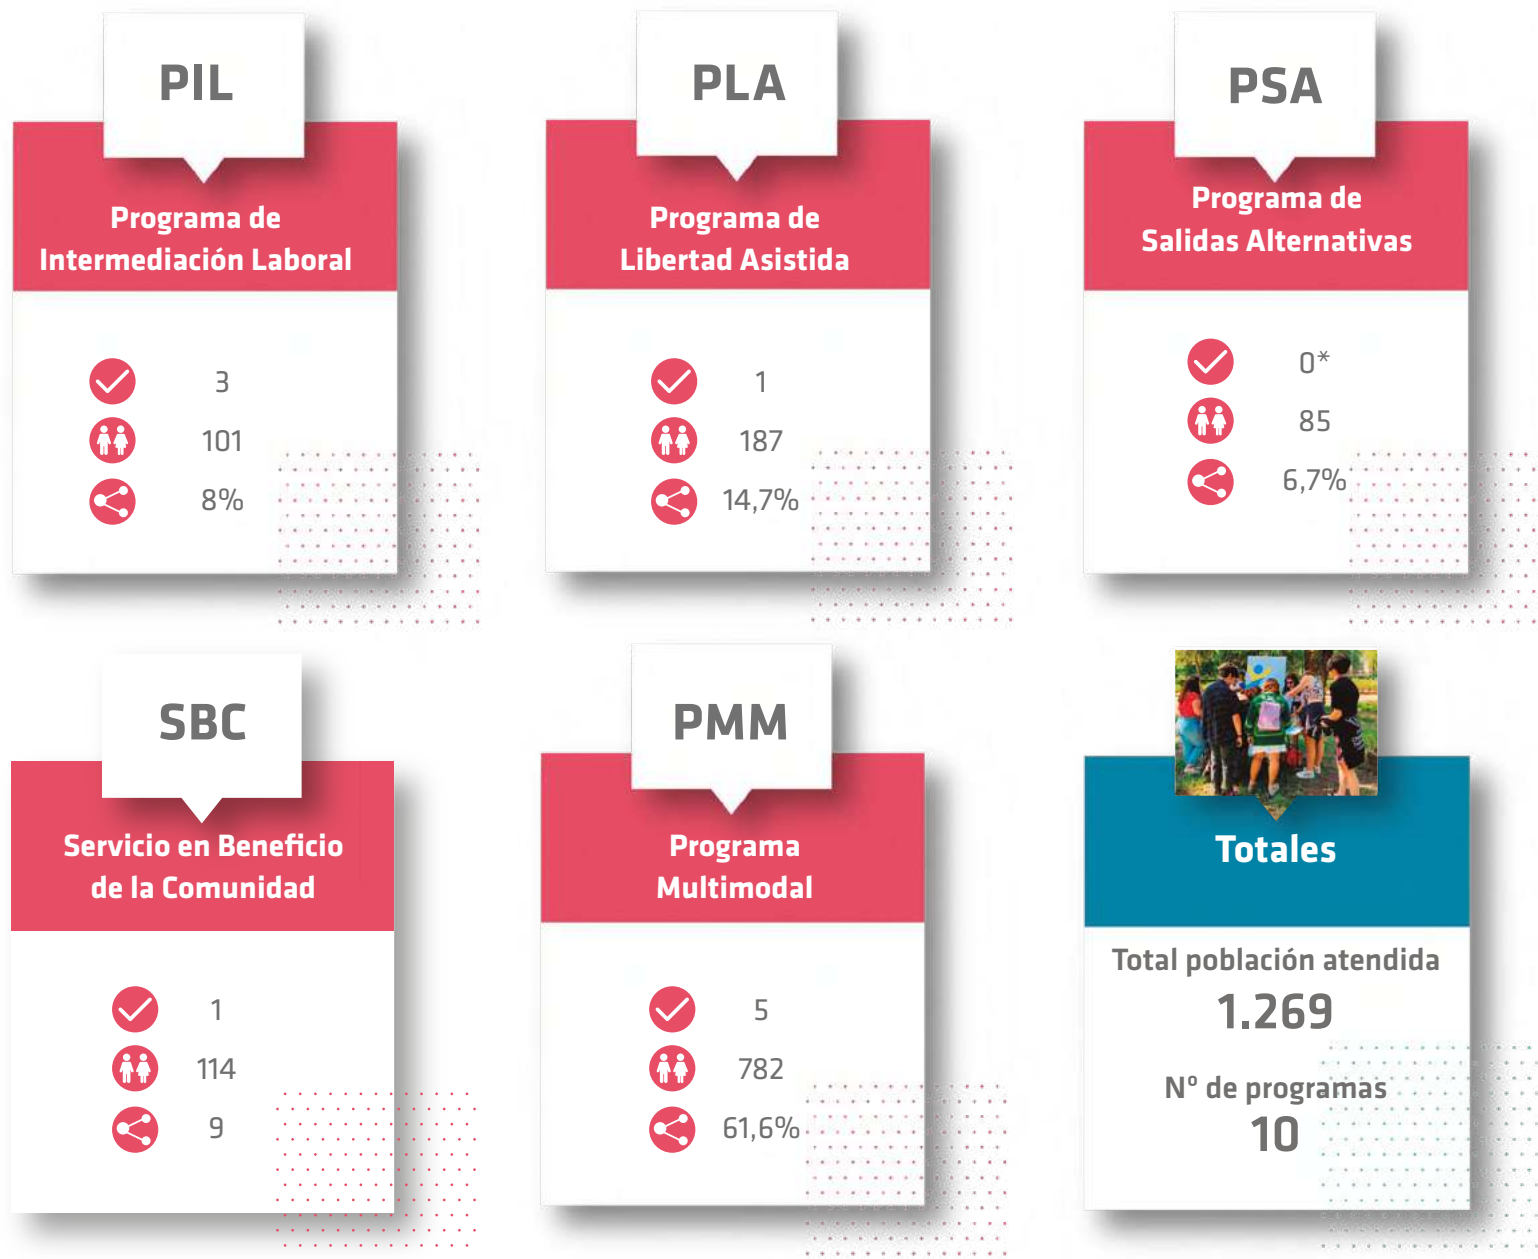 PIL
Programa de
Intermediación Laboral
3
101
8%
PLA
Programa de
Libertad Asistida
1
187
14,7%
PSA
Programa de
Salidas Alternativas
0*
85
6,7%
SBC
Servicio en Beneficio
de la Comunidad
1
114
9
PMM
Programa
Multimodal
5
782
61,6%
Totales
Total población atendida
1.269
Nº de programas
10